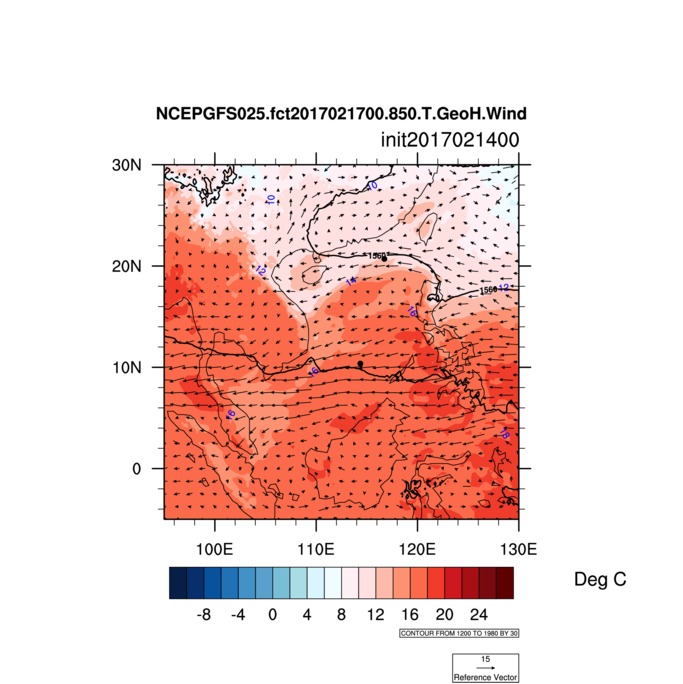 NCEPGFS025.fct2017021700.850.T.GeoH.Wind
init2017021400
30N
20N
10N
0
100E 110E 120E 130E
10
10
12
1560
14
1560
12
16
16
16
18
Deg C
-8 -4 0 4 8 12 16 20 24
CONTOUR FROM 1200 TO 1980 BY 30
15
Reference Vector